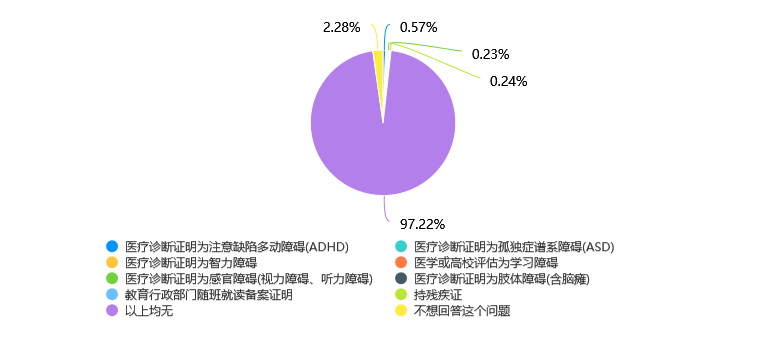 2.28%
0.57%
0.23%
0.24%
97.22%
医疗诊断证明为注意缺陷多动障碍(ADHD)
医疗诊断证明为孤独症谱系障碍(ASD)
医疗诊断证明为智力障碍
医学或高校评估为学习障碍
医疗诊断证明为感官障碍(视力障碍、听力障碍)
医疗诊断证明为肢体障碍(含脑瘫)
教育行政部门随班就读备案证明
持残疾证
以上均无
不想回答这个问题